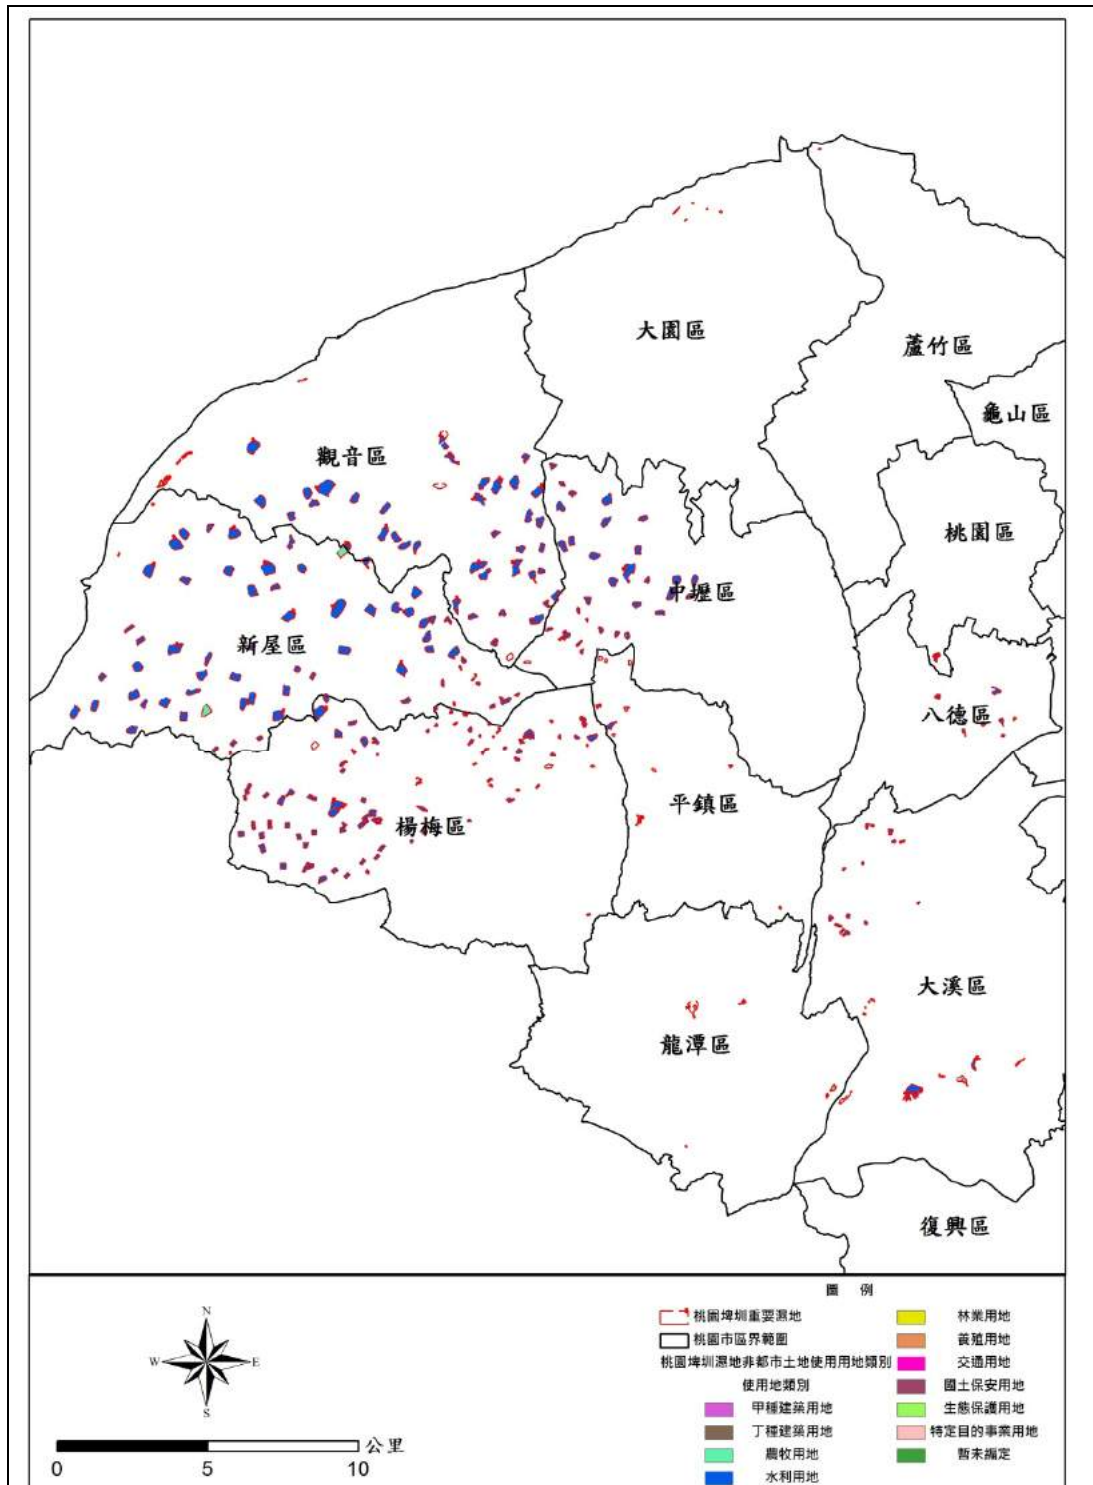 大園區
蘆竹區
龜山區
觀音區
桃園區
中壢區
新屋區
八德區
平鎮區
楊梅區
大溪區
龍潭區
復興區
圖 例
N
W
E
S
公里
0
5
10
桃園埤圳重要濕地
桃園市區界範圍
桃園埤圳濕地非都市土地使用用地類別
使用地類別
甲種建築用地
丁種建築用地
農牧用地
水利用地
林業用地
養殖用地
交通用地
國土保安用地
生態保護用地
特定目的事業用地
暫未編定